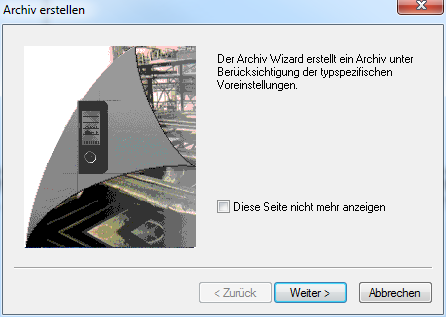 Archiv erstellen
Der Archiv Wizard erstellt ein Archiv unter
Berücksichtigung der typspezifischen
Voreinstellungen.
Diese Seite nicht mehr anzeigen
< Zurück
Weiter >
Abbrechen